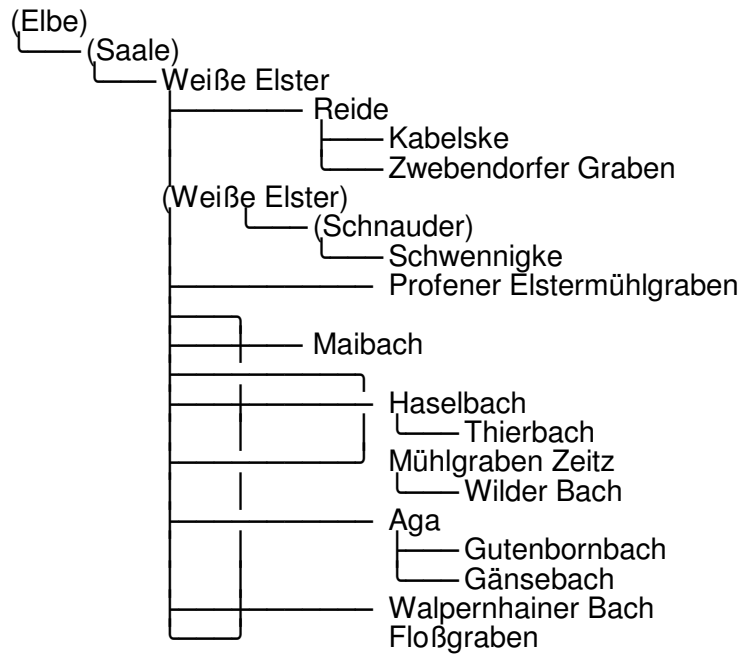 (Elbe)
(Saale)
Weiße Elster
Reide
Kabelske
Zwebendorfer Graben
(Weiße Elster)
(Schnauder)
Schwennigke
Profener Elstermühlgraben
Maibach
Haselbach
Thierbach
Mühlgraben Zeitz
Wilder Bach
Aga
Gutenbornbach
Gänsebach
Walpernhainer Bach
Floßgraben